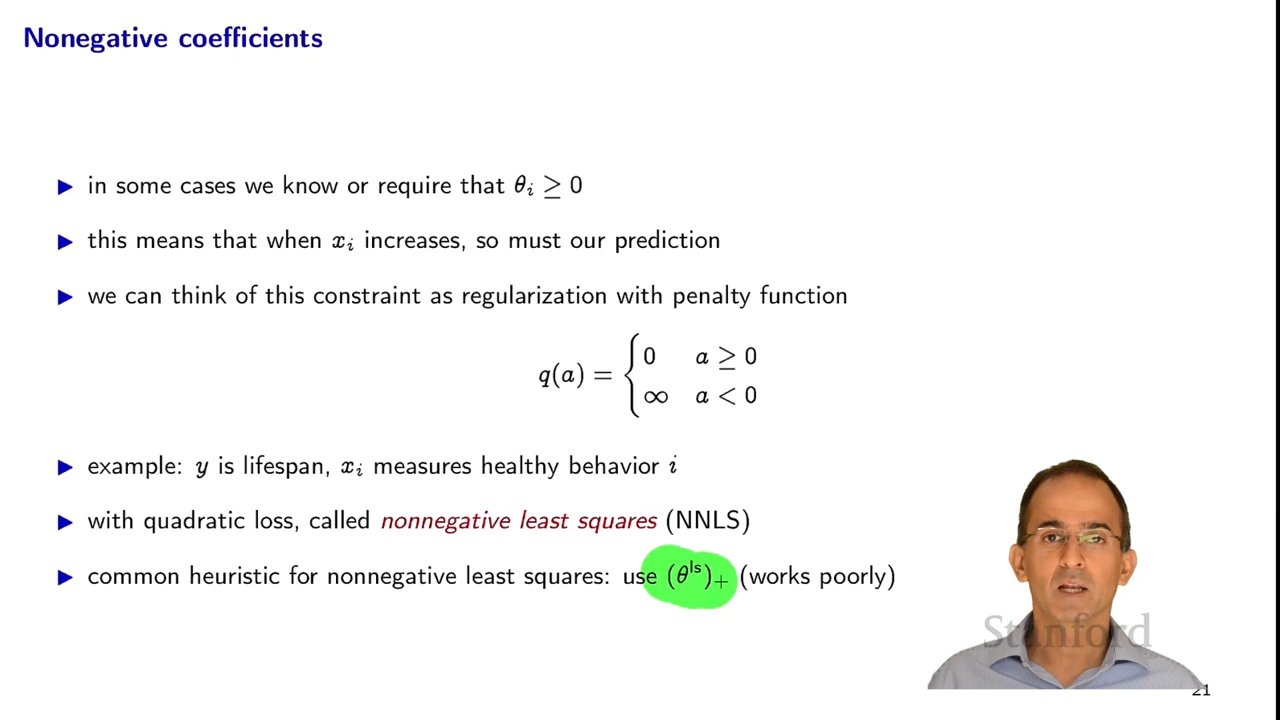 Nonegative coefficients
▶ in some cases we know or require that θᵢ ≥ 0
▶ this means that when xᵢ increases, so must our prediction
▶ we can think of this constraint as regularization with penalty function
q(a) = { 0 a ≥ 0
∞ a < 0
▶ example: y is lifespan, xᵢ measures healthy behavior i
▶ with quadratic loss, called nonnegative least squares (NNLS)
▶ common heuristic for nonnegative least squares: use (θˡˢ)₊ (works poorly)
Stanford
21